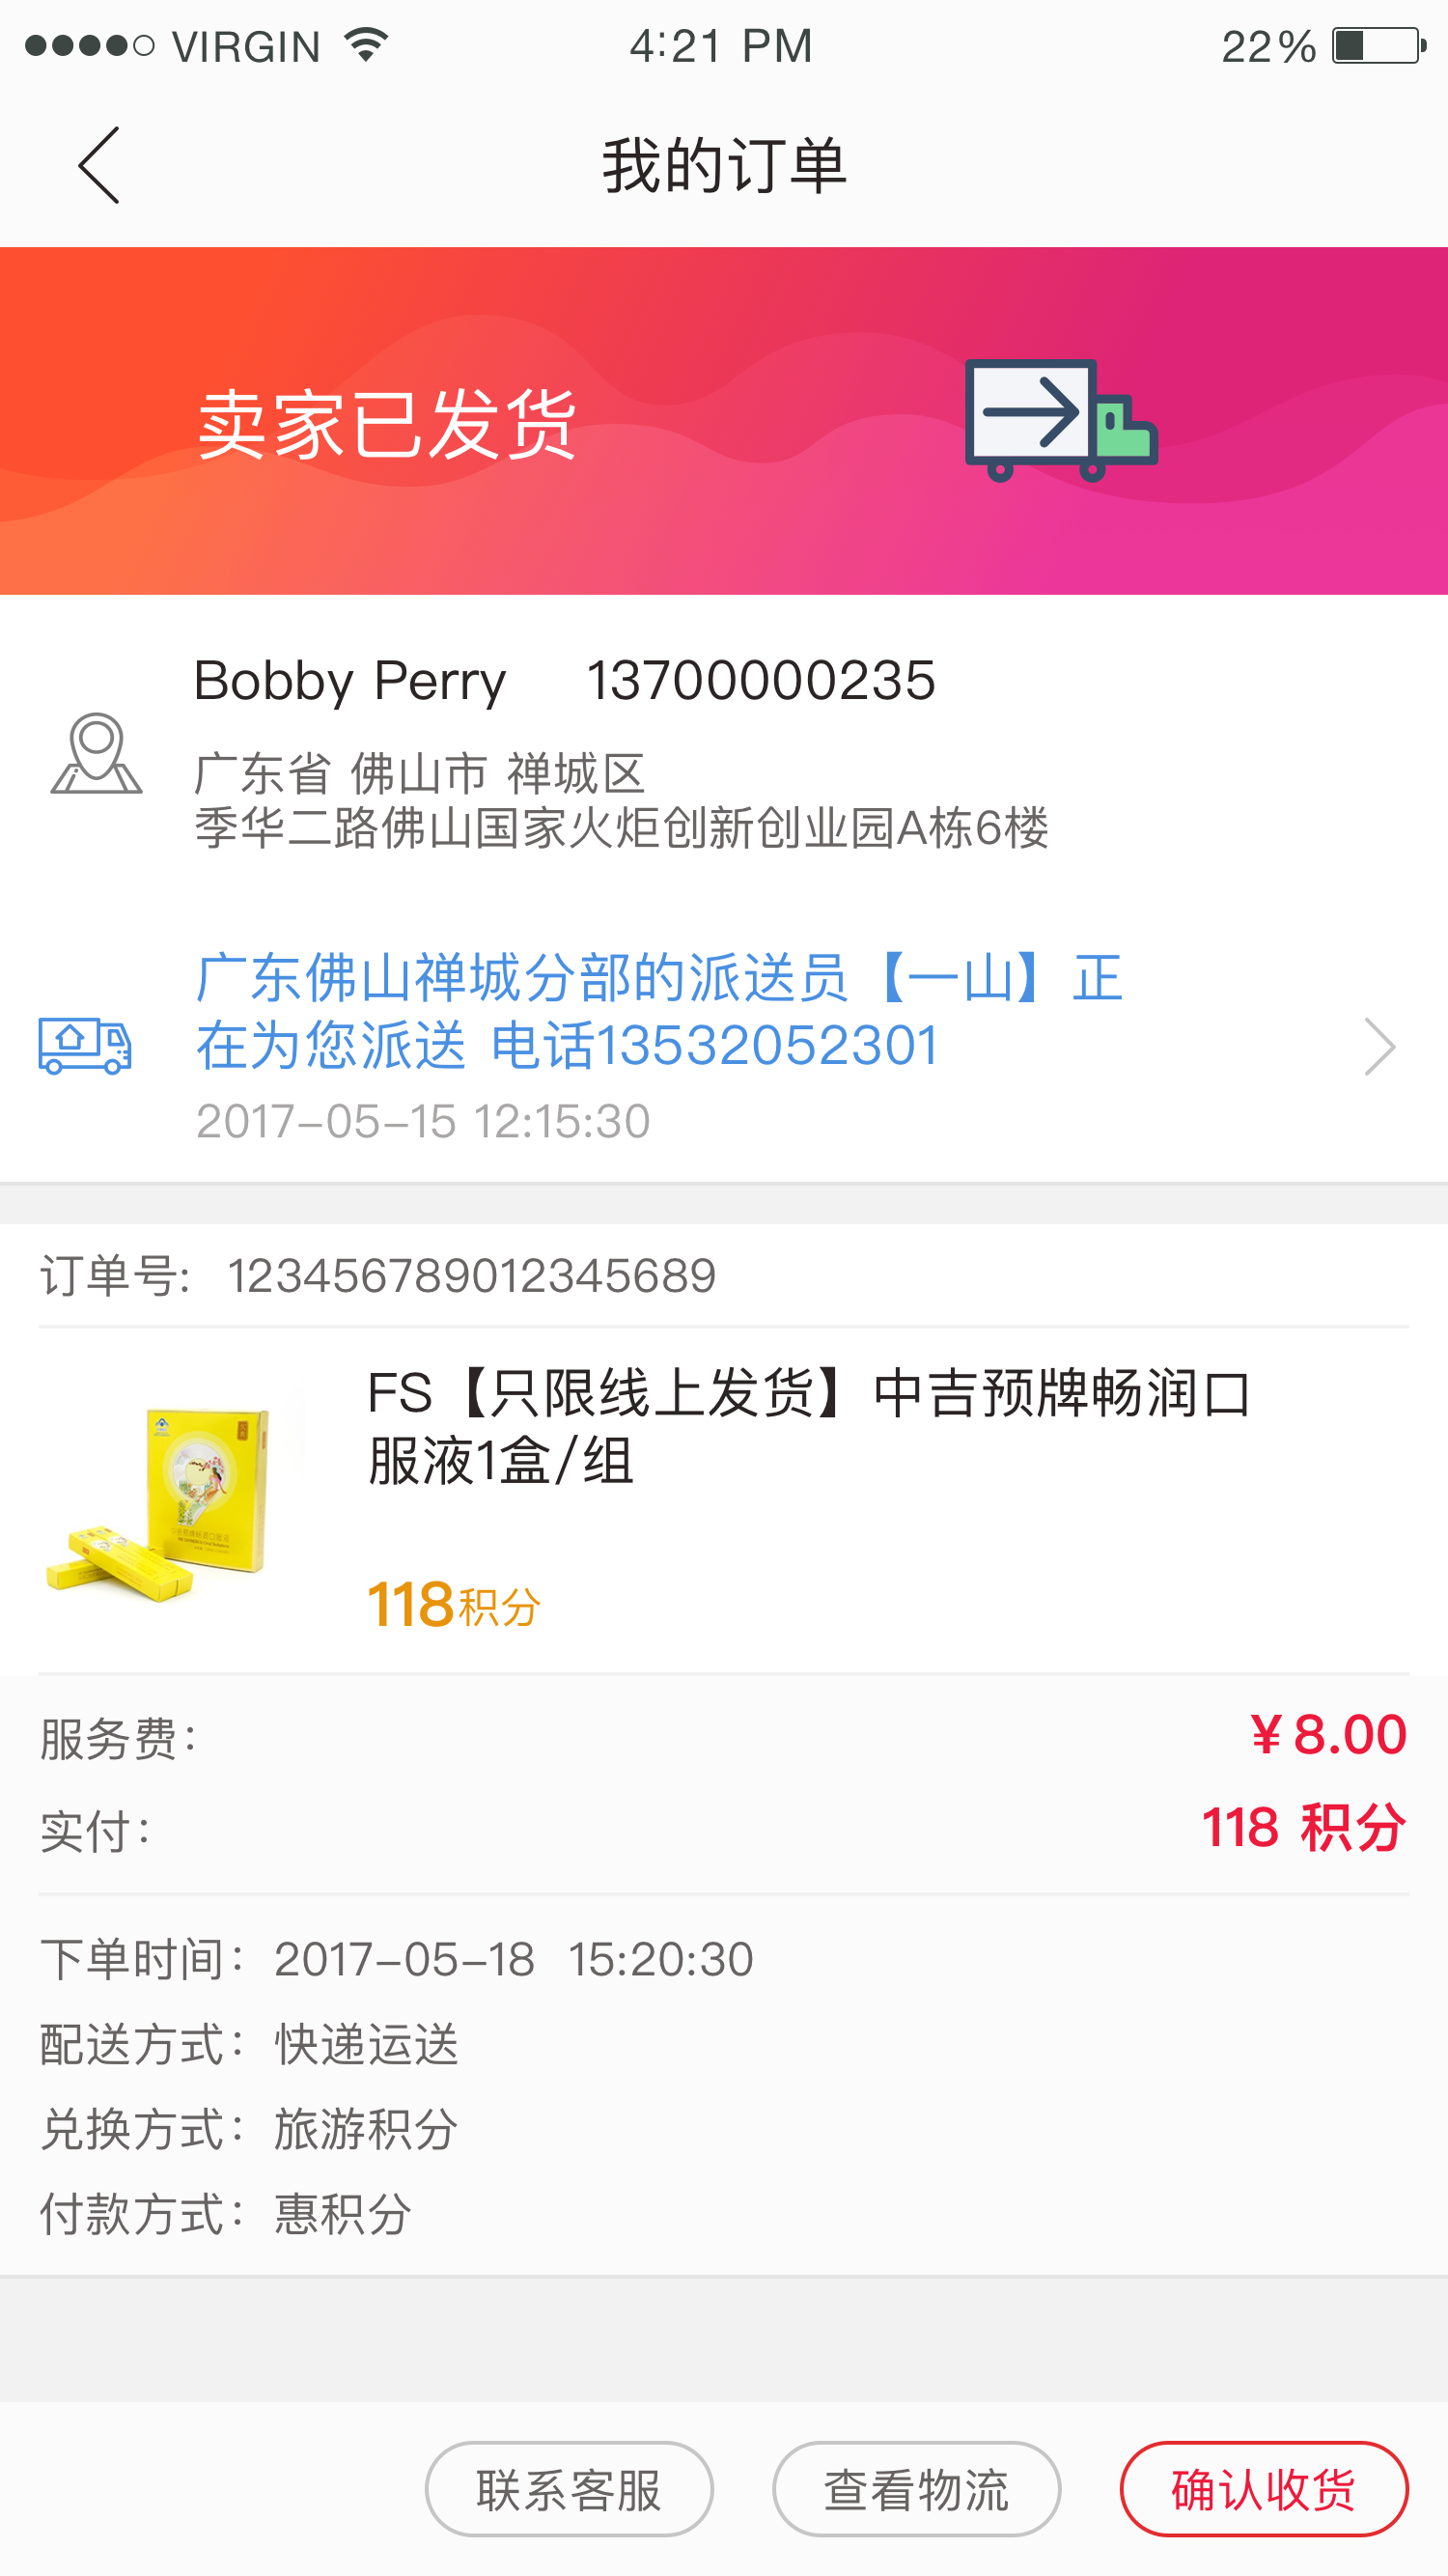 VIRGIN 4:21 PM 22%
我的订单
卖家已发货
Bobby Perry 13700000235
广东省 佛山市 禅城区
季华二路佛山国家火炬创新创业园A栋6楼
广东佛山禅城分部的派送员【一山】正
在为您派送 电话13532052301
2017-05-15 12:15:30
订单号: 123456789012345689
FS【只限线上发货】中吉预牌畅润口
服液1盒/组
118积分
服务费: ¥8.00
实付: 118 积分
下单时间: 2017-05-18 15:20:30
配送方式: 快递运送
兑换方式: 旅游积分
付款方式: 惠积分
联系客服 查看物流 确认收货